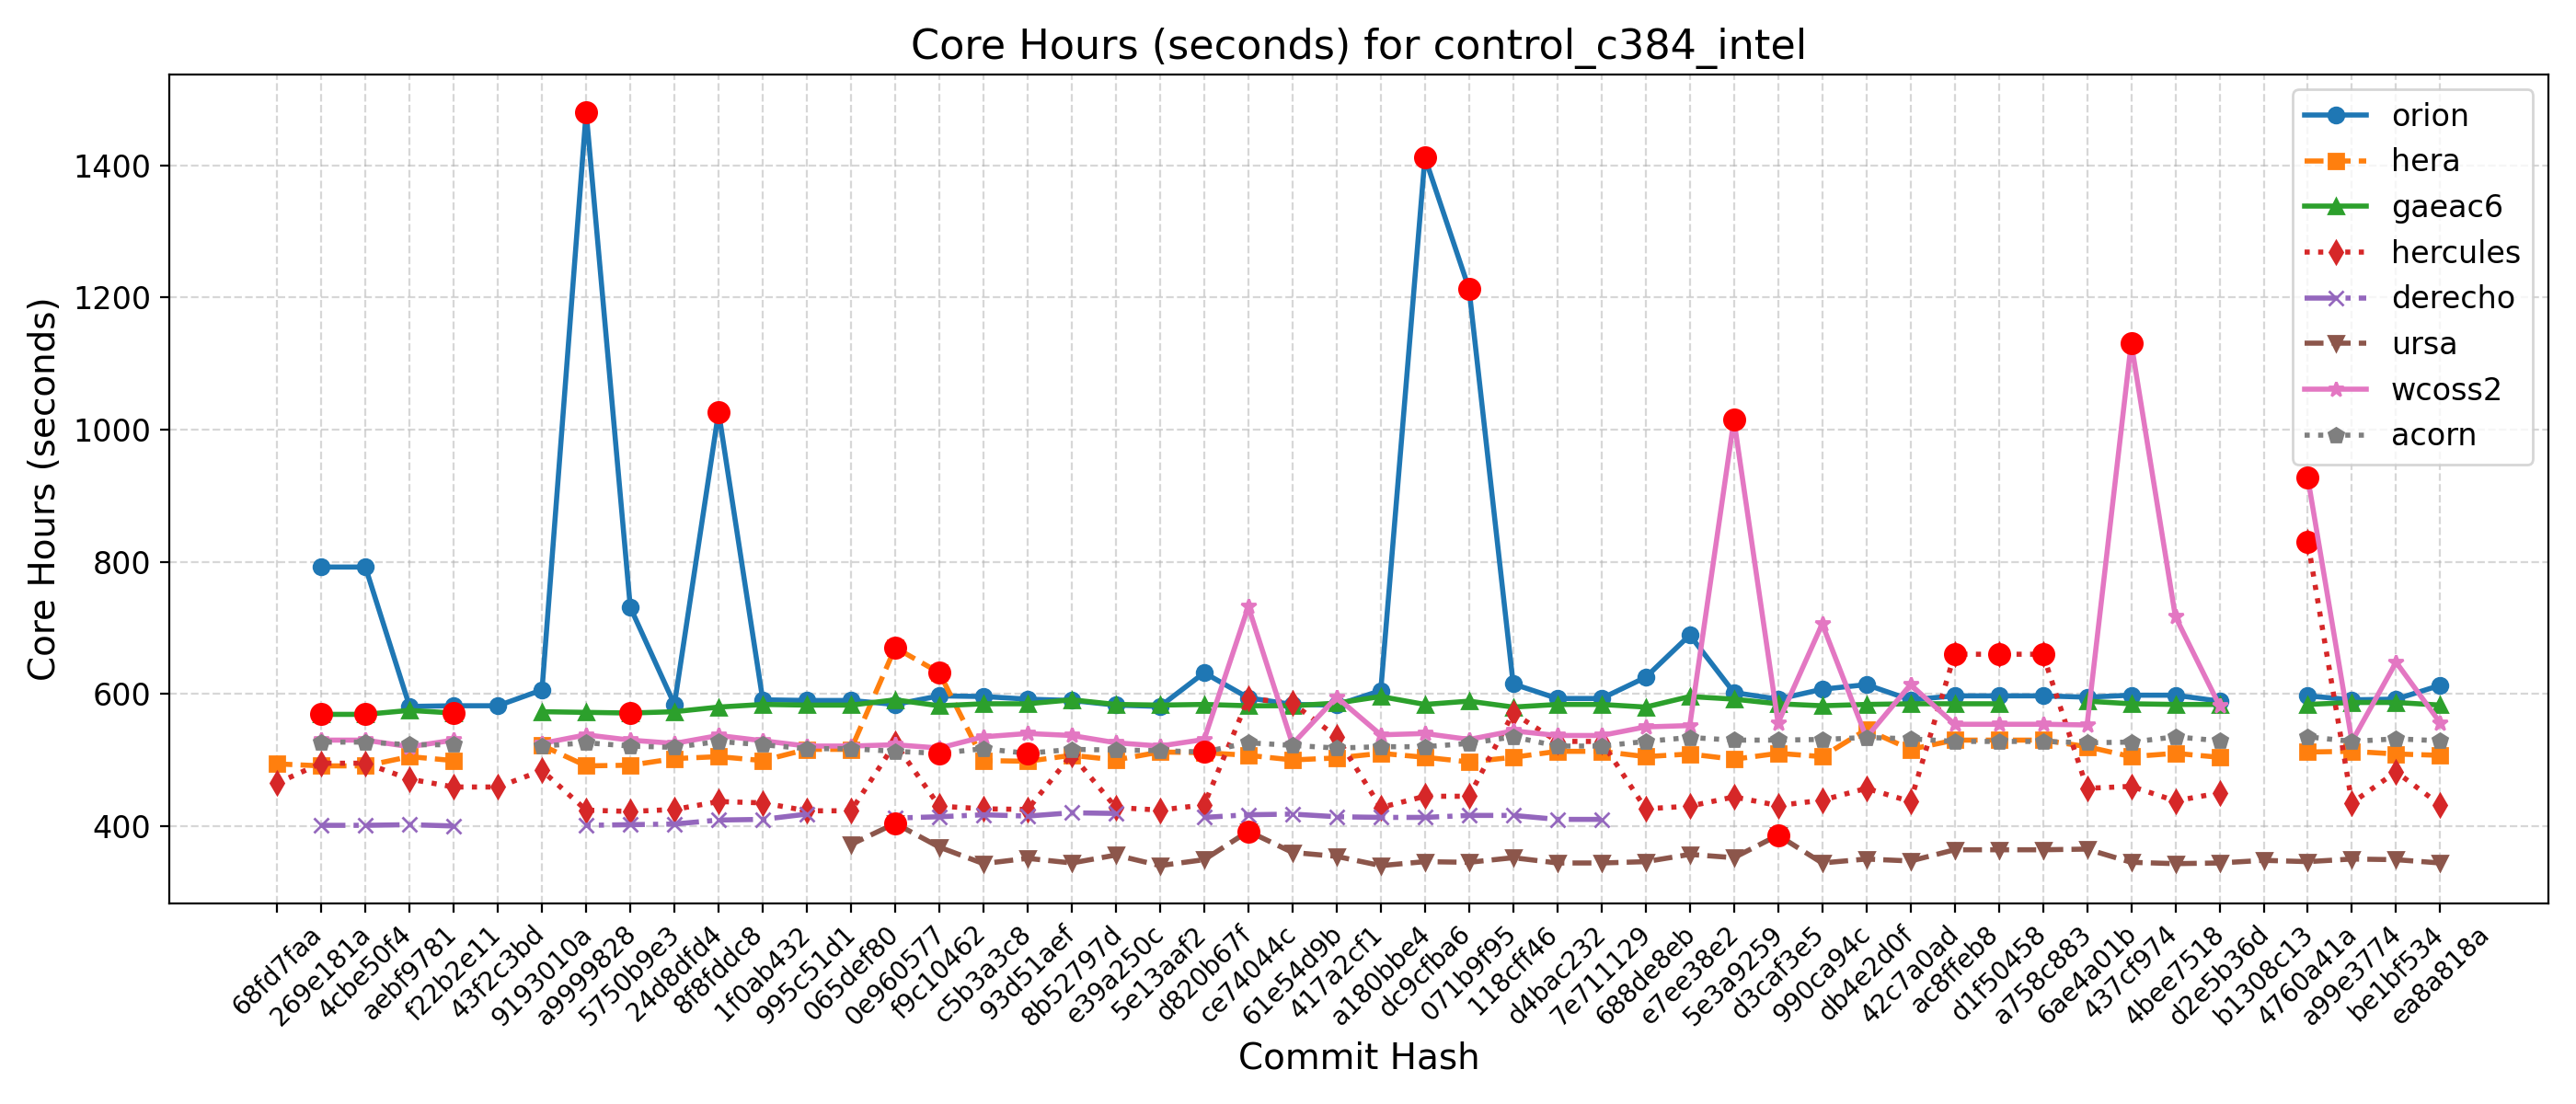 Core Hours (seconds) for control_c384_intel
Core Hours (seconds)
1400
1200
1000
800
600
400
orion
hera
gaeac6
hercules
derecho
ursa
wcoss2
acorn
68fd7faa
269e181a
4cbe50f4
aebf9781
f22b2e11
43f2c3bd
9193010a
a9999828
5750b9e3
24d8dfd4
8f8fddc8
1f0ab432
995c51d1
065def80
0e960577
f9c10462
c5b3a3c8
93d51aef
8b52797d
e39a250c
5e13aaf2
d820b67f
ce74044c
61e54d9b
417a2cf1
a180bbe4
dc9cfba6
071b9f95
118cff46
d4bac232
7e711129
688de8eb
e7ee38e2
5e3a9259
d3caf3e5
990ca94c
db4e2d0f
42c7a0ad
ac8ffeb8
d1f50458
a758c883
6ae4a01b
437cf974
4bee7518
d2e5b36d
b1308c13
4760a41a
a99e3774
be1bf534
ea8a818a
Commit Hash